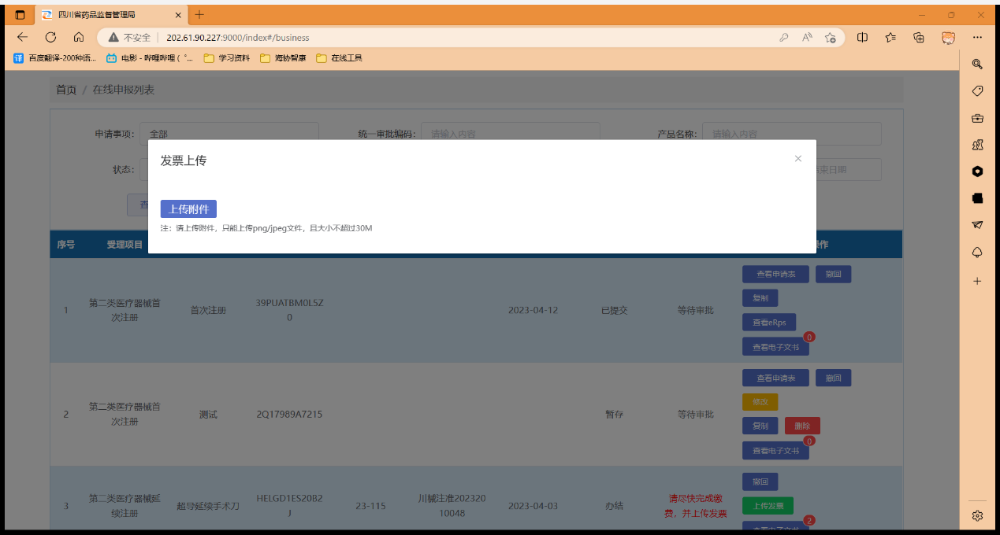 四川省药品监督管理局
不安全 202.61.90.227:9000/index#/business
百度翻译-200种语... 电影 - 哔哩哔哩 ( ゜... 学习资料 海协智康 在线工具
首页 / 在线申报列表
申请事项: 全部 统一审批编码: 请输入内容 产品名称: 请输入内容
发票上传
状态: 束日期
上传附件
注：请上传附件，只能上传png/jpeg文件，且大小不超过30M
序号 受理项目 作
查看申请表 撤回
1 第二类医疗器械首次注册 首次注册 39PUATBM0L5Z0 2023-04-12 已提交 等待审批
复制
查看eRps
查看电子文书 0
查看申请表 撤回
2 第二类医疗器械首次注册 测试 2Q17989A7215 暂存 等待审批
修改
复制 删除
查看电子文书 0
撤回
3 第二类医疗器械延续注册 超导延续手术刀 HELGD1ES20B2J 23-115 川械注准20232010048 2023-04-03 办结 请尽快完成缴费，并上传发票
上传发票
查看电子文书 2